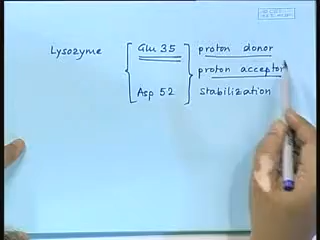 Lysozyme Glu 35 proton donor
proton acceptor
Asp 52 stabilization